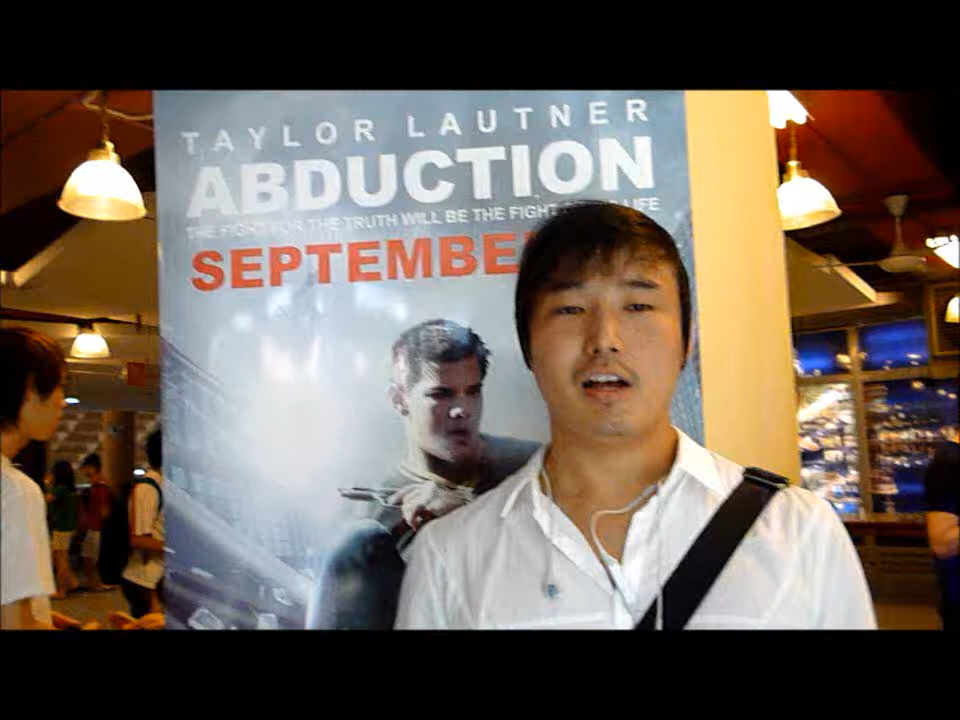 TAYLOR LAUTNER
ABDUCTION
THE FIGHT FOR THE TRUTH WILL BE THE FIGHT LIFE
SEPTEMBE